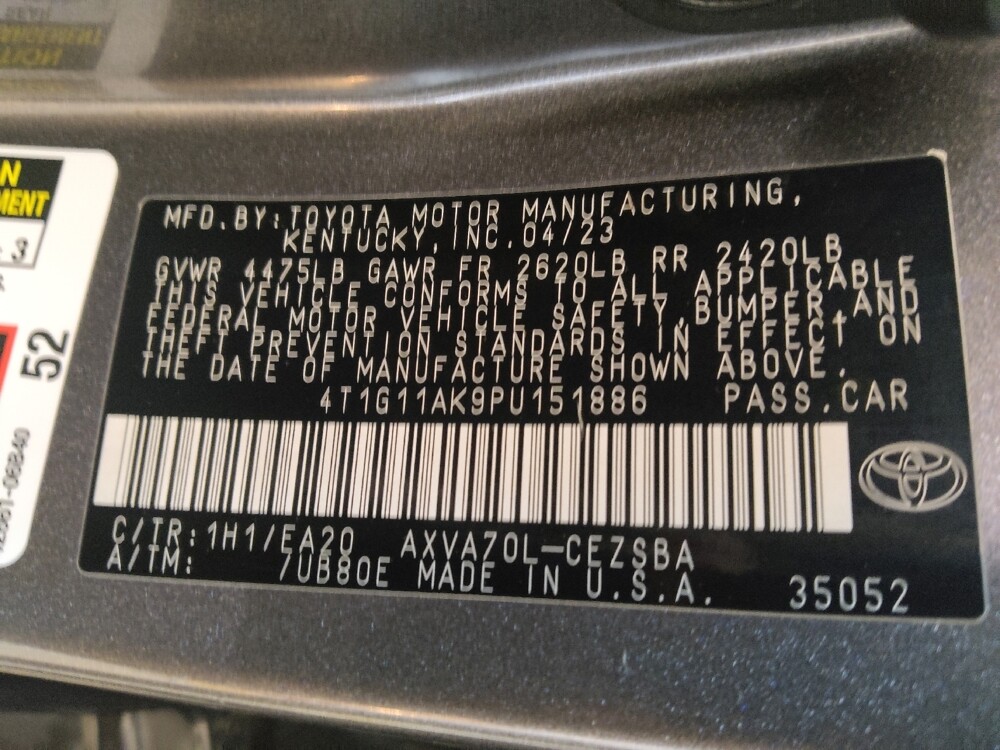 N
MENT
3
52
MFD.BY:TOYOTA MOTOR MANUFACTURING,
KENTUCKY,INC.04/23
GVWR 4475LB GAWR FR 2620LB RR 2420LB
THIS VEHICLE CONFORMS TO ALL APPLICABLE
FEDERAL MOTOR VEHICLE SAFETY,BUMPER,AND
THEFT PREVENTION STANDARDS IN EFFECT ON
THE DATE OF MANUFACTURE SHOWN ABOVE.
4T1G11AK9PU151886 PASS.CAR
C/TR:1H1/EA20 AXVA70L-CEZSBA
A/TM: 7UB80E MADE IN U.S.A. 35052